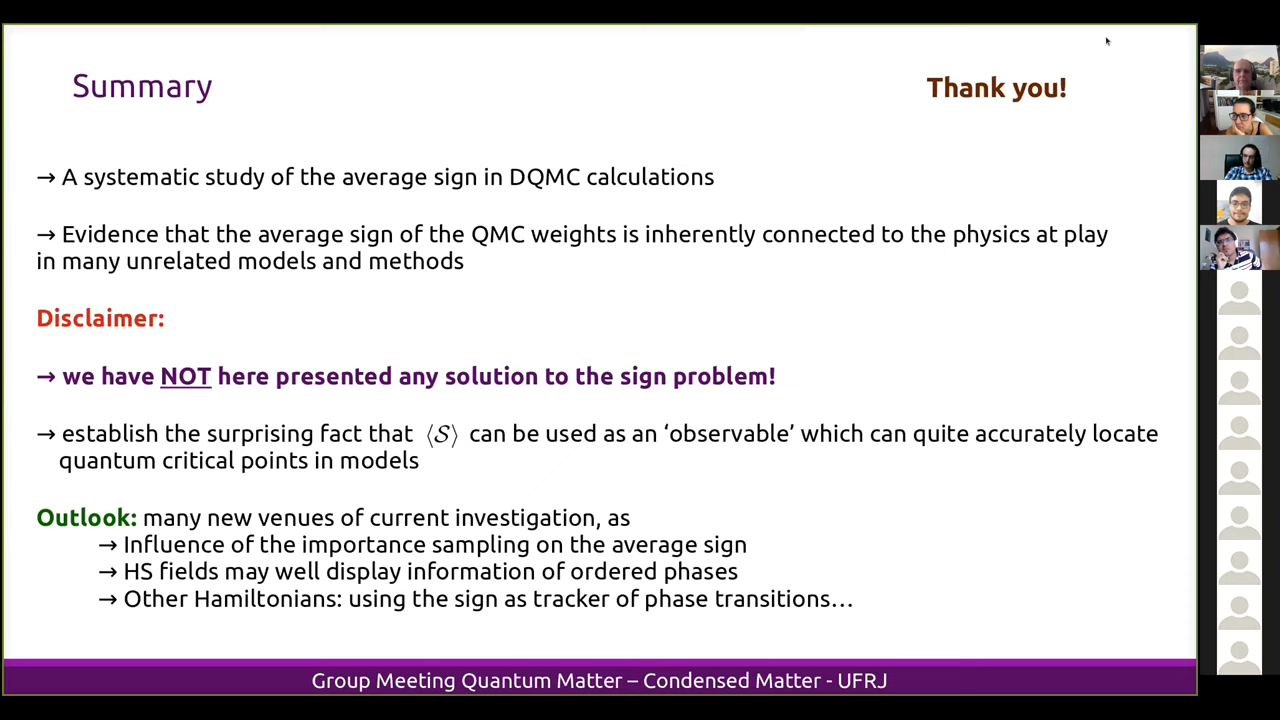 Summary
Thank you!
→ A systematic study of the average sign in DQMC calculations
→ Evidence that the average sign of the QMC weights is inherently connected to the physics at play
in many unrelated models and methods
Disclaimer:
→ we have NOT here presented any solution to the sign problem!
→ establish the surprising fact that ⟨𝒮⟩ can be used as an ‘observable’ which can quite accurately locate
quantum critical points in models
Outlook: many new venues of current investigation, as
→ Influence of the importance sampling on the average sign
→ HS fields may well display information of ordered phases
→ Other Hamiltonians: using the sign as tracker of phase transitions…
Group Meeting Quantum Matter – Condensed Matter - UFRJ